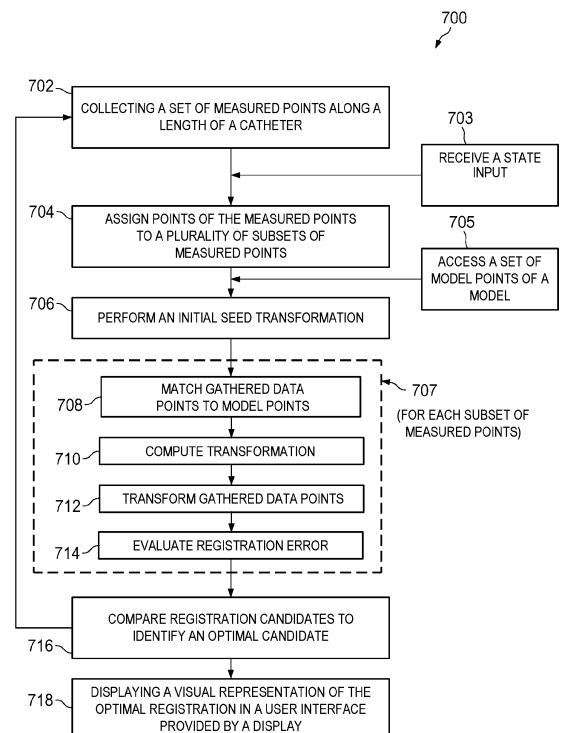 700
702
COLLECTING A SET OF MEASURED POINTS ALONG A
LENGTH OF A CATHETER
703
RECEIVE A STATE
INPUT
704
ASSIGN POINTS OF THE MEASURED POINTS
TO A PLURALITY OF SUBSETS OF
MEASURED POINTS
705
ACCESS A SET OF
MODEL POINTS OF A
MODEL
706
PERFORM AN INITIAL SEED TRANSFORMATION
707
(FOR EACH SUBSET OF
MEASURED POINTS)
708
MATCH GATHERED DATA
POINTS TO MODEL POINTS
710
COMPUTE TRANSFORMATION
712
TRANSFORM GATHERED DATA POINTS
714
EVALUATE REGISTRATION ERROR
716
COMPARE REGISTRATION CANDIDATES TO
IDENTIFY AN OPTIMAL CANDIDATE
718
DISPLAYING A VISUAL REPRESENTATION OF THE
OPTIMAL REGISTRATION IN A USER INTERFACE
PROVIDED BY A DISPLAY